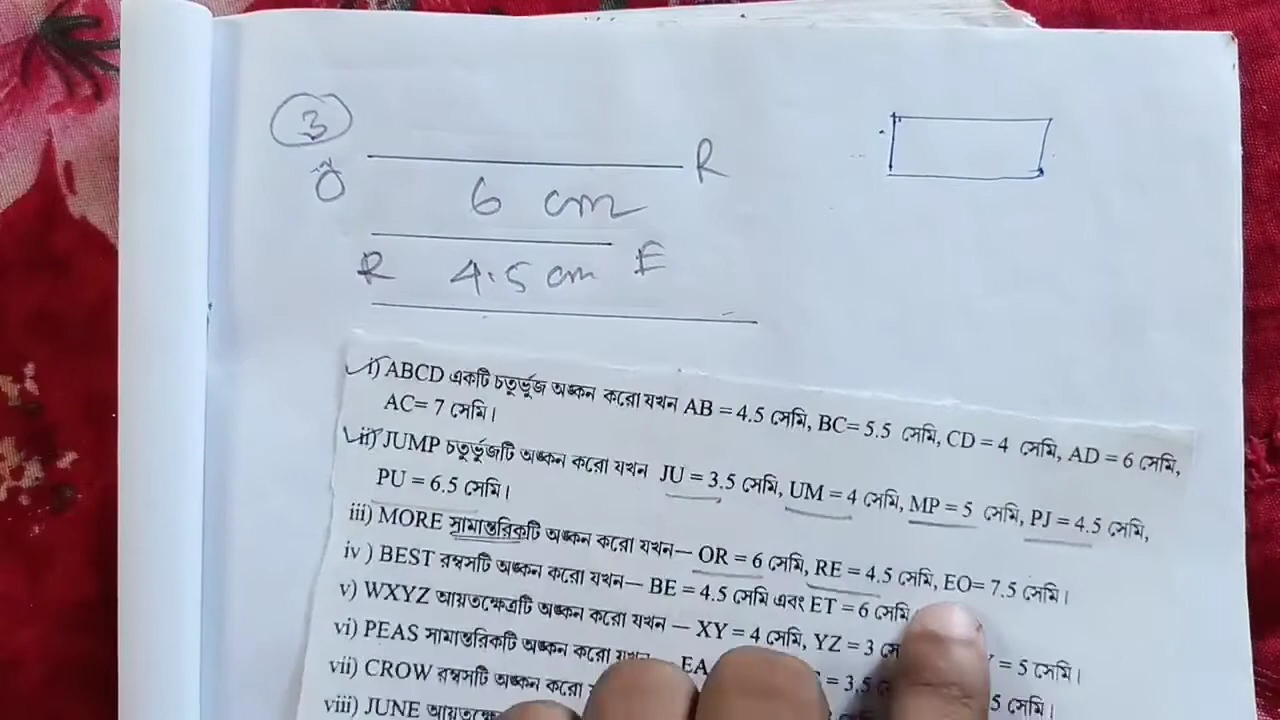 3
O R
6 cm
R 4.5 cm E
i) ABCD একটি চতুর্ভূজ অঙ্কন করো যখন AB = 4.5 সেমি, BC= 5.5 সেমি, CD = 4 সেমি, AD = 6 সেমি,
AC= 7 সেমি।
ii) JUMP চতুর্ভূজটি অঙ্কন করো যখন JU = 3.5 সেমি, UM = 4 সেমি, MP = 5 সেমি, PJ = 4.5 সেমি,
PU = 6.5 সেমি।
iii) MORE সামান্তরিকটি অঙ্কন করো যখন— OR = 6 সেমি, RE = 4.5 সেমি, EO= 7.5 সেমি।
iv ) BEST রম্বসটি অঙ্কন করো যখন— BE = 4.5 সেমি এবং ET = 6 সেমি
v) WXYZ আয়তক্ষেত্রটি অঙ্কন করো যখন — XY = 4 সেমি, YZ = 3 = 5 সেমি।
vi) PEAS সামান্তরিকটি অঙ্কন করো যখন— EA = 3.5 5 সেমি।
vii) CROW রম্বসটি অঙ্কন করো
viii) JUNE